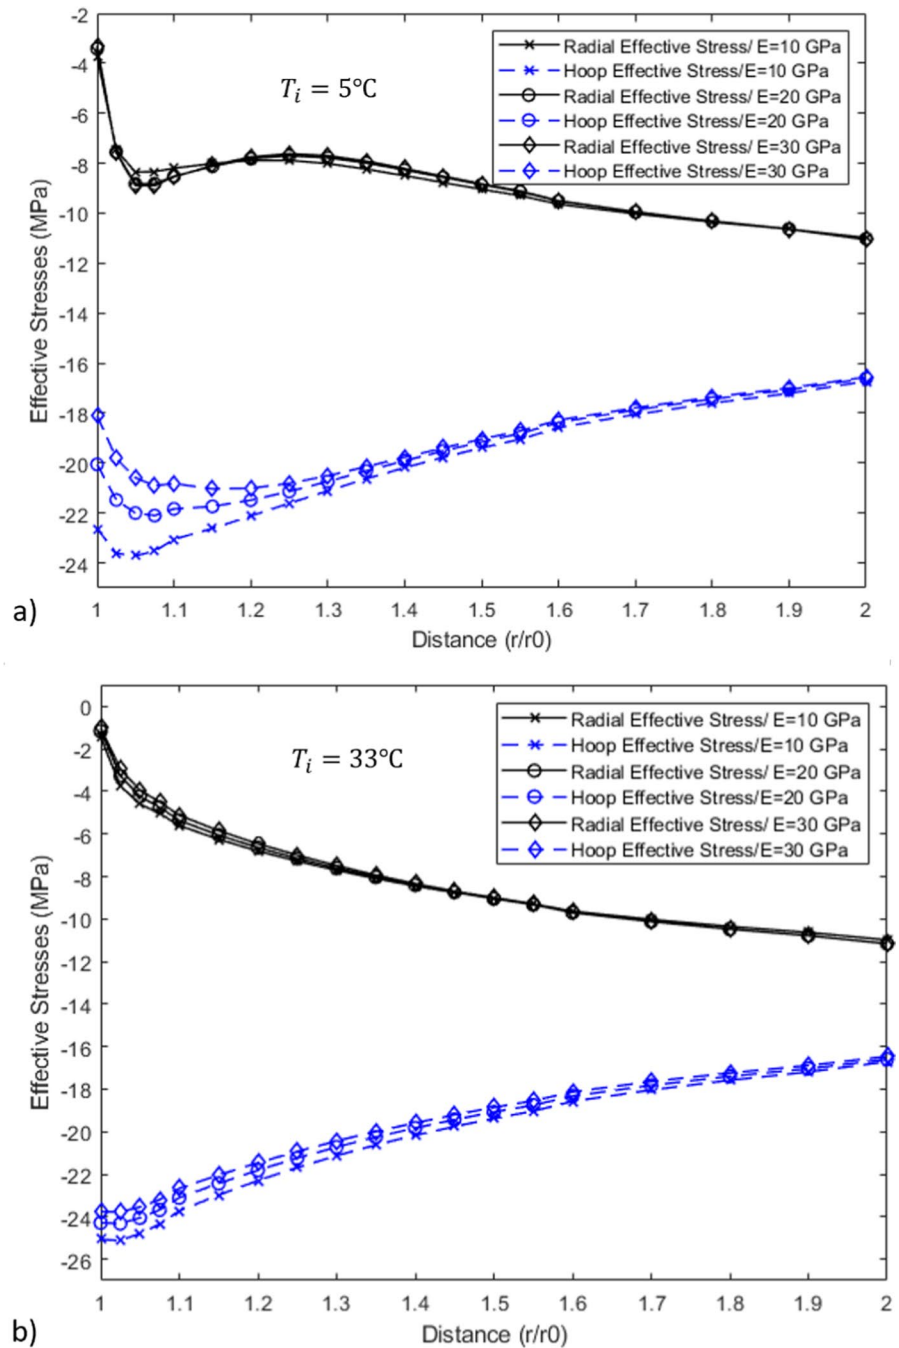 -2
-4
-6
-8
-10
-12
-14
-16
-18
-20
-22
-24
Effective Stresses (MPa)
T_i = 5°C
Radial Effective Stress/ E=10 GPa
Hoop Effective Stress/E=10 GPa
Radial Effective Stress/ E=20 GPa
Hoop Effective Stress/E=20 GPa
Radial Effective Stress/ E=30 GPa
Hoop Effective Stress/E=30 GPa
1 1.1 1.2 1.3 1.4 1.5 1.6 1.7 1.8 1.9 2
a)
Distance (r/r0)
0
-2
-4
-6
-8
-10
-12
-14
-16
-18
-20
-22
-24
-26
Effective Stresses (MPa)
T_i = 33°C
Radial Effective Stress/ E=10 GPa
Hoop Effective Stress/E=10 GPa
Radial Effective Stress/ E=20 GPa
Hoop Effective Stress/E=20 GPa
Radial Effective Stress/ E=30 GPa
Hoop Effective Stress/E=30 GPa
1 1.1 1.2 1.3 1.4 1.5 1.6 1.7 1.8 1.9 2
b)
Distance (r/r0)